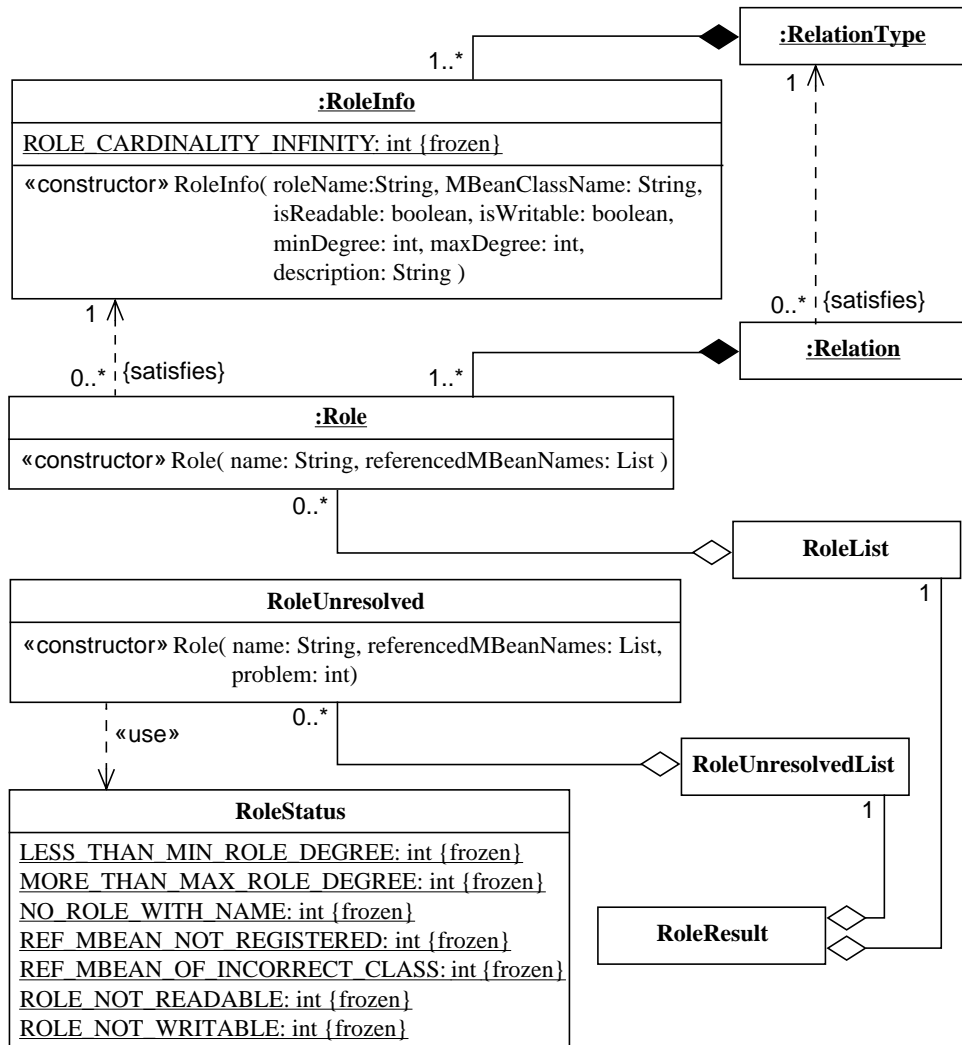 :RelationType
1..*
1
:RoleInfo
ROLE_CARDINALITY_INFINITY: int {frozen}
«constructor» RoleInfo( roleName:String, MBeanClassName: String,
isReadable: boolean, isWritable: boolean,
minDegree: int, maxDegree: int,
description: String )
1
0..* {satisfies}
0..* {satisfies}
:Relation
1..*
:Role
«constructor» Role( name: String, referencedMBeanNames: List )
0..*
RoleList
1
RoleUnresolved
«constructor» Role( name: String, referencedMBeanNames: List,
problem: int)
0..*
«use»
RoleUnresolvedList
1
RoleStatus
LESS_THAN_MIN_ROLE_DEGREE: int {frozen}
MORE_THAN_MAX_ROLE_DEGREE: int {frozen}
NO_ROLE_WITH_NAME: int {frozen}
REF_MBEAN_NOT_REGISTERED: int {frozen}
REF_MBEAN_OF_INCORRECT_CLASS: int {frozen}
ROLE_NOT_READABLE: int {frozen}
ROLE_NOT_WRITABLE: int {frozen}
RoleResult